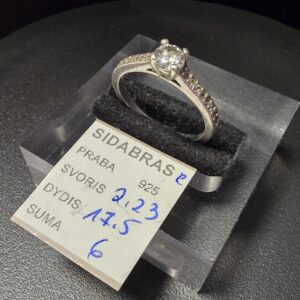 SIDABRAS
PRABA 925
SVORIS 2,23
DYDIS 17.5
SUMA 6